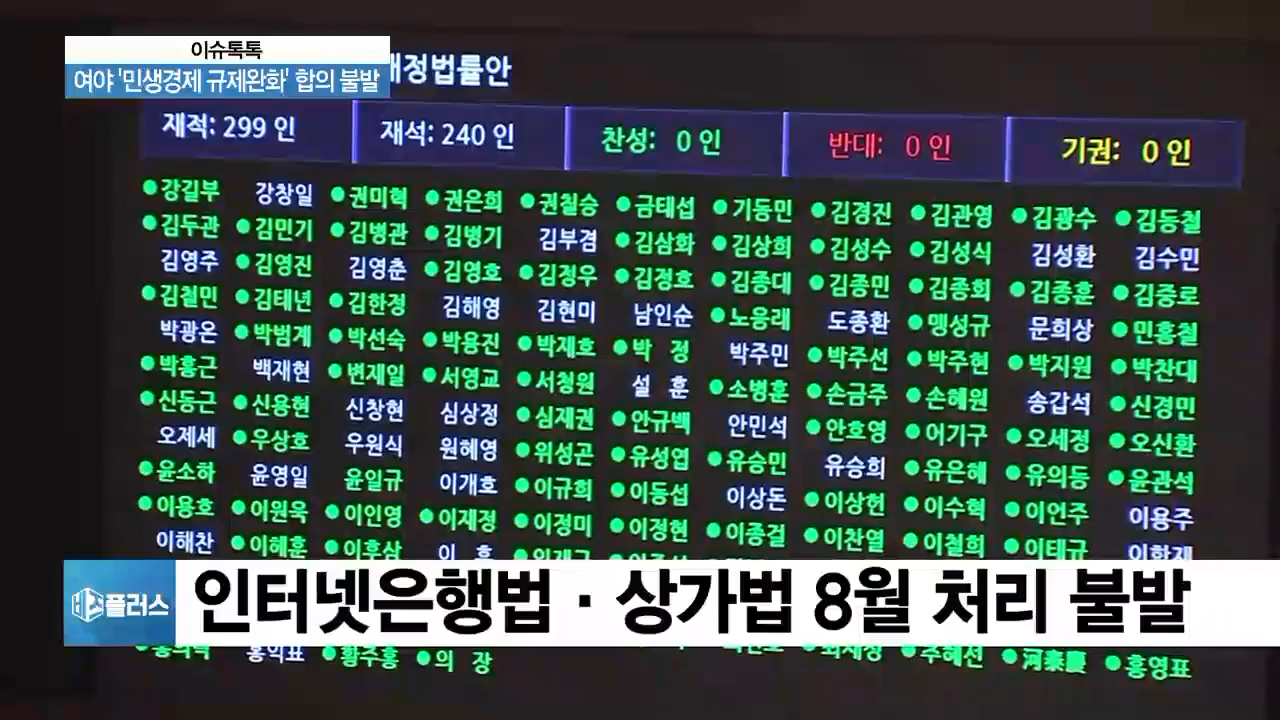 이슈톡톡
여야 '민생경제 규제완화' 합의 불발
정법률안
재적: 299 인 재석: 240 인 찬성: 0 인 반대: 0 인 기권: 0 인
강길부 강창일 권미혁 권은희 권칠승 금태섭 기동민 김경진 김관영 김광수 김동철
김두관 김민기 김병관 김병기 김부겸 김삼화 김상희 김성수 김성식 김성환 김수민
김영주 김영진 김영춘 김영호 김정우 김정호 김종대 김종민 김종회 김종훈 김중로
김철민 김태년 김한정 김해영 김현미 남인순 노웅래 도종환 맹성규 문희상 민홍철
박광온 박범계 박선숙 박용진 박재호 박 정 박주민 박주선 박주현 박지원 박찬대
박홍근 백재현 변재일 서영교 서청원 설 훈 소병훈 손금주 손혜원 송갑석 신경민
신동근 신용현 신창현 심상정 심재권 안규백 안민석 안호영 어기구 오세정 오신환
오제세 우상호 우원식 원혜영 위성곤 유성엽 유승민 유승희 유은혜 유의동 윤관석
윤소하 윤영일 윤일규 이개호 이규희 이동섭 이상돈 이상헌 이수혁 이언주 이용주
이용호 이원욱 이인영 이재정 이정미 이정현 이종걸 이찬열 이철희 이태규
이해찬 이혜훈 이후삼 이 훈
플러스
인터넷은행법 · 상가법 8월 처리 불발
홍익표 황주홍 의 장 주혜선 河泰慶 홍영표